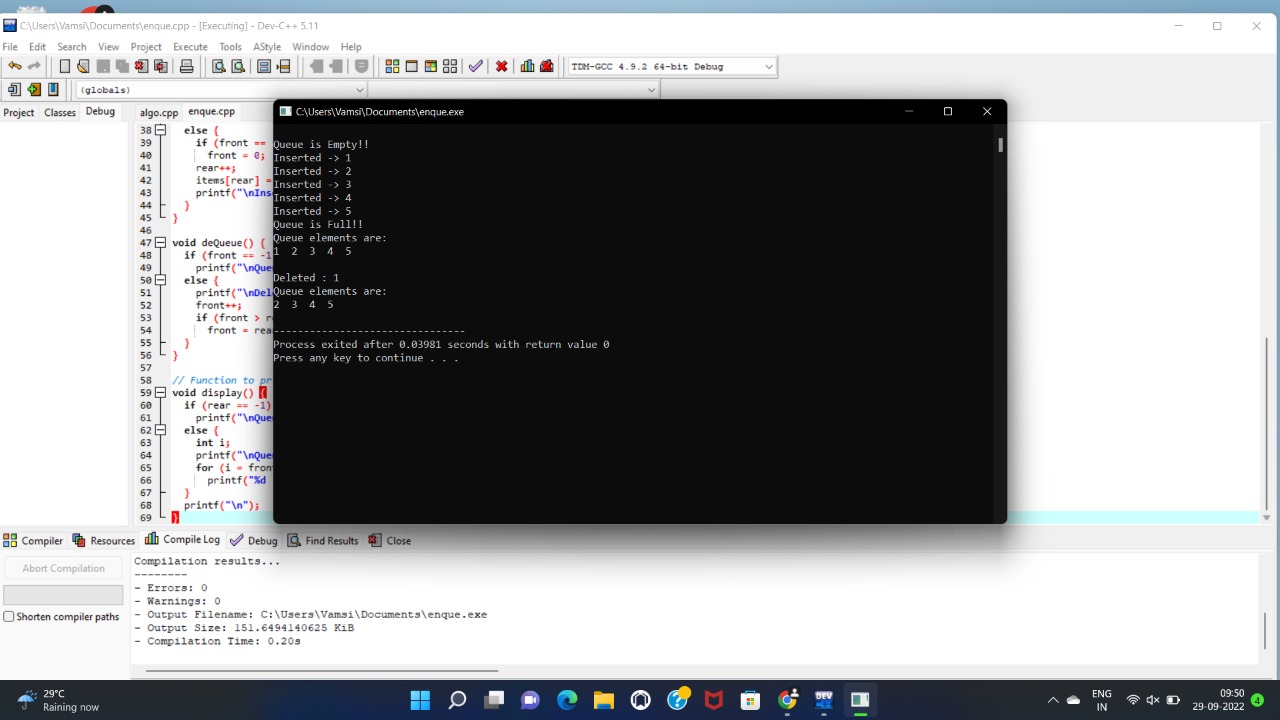 C:\Users\Vamsi\Documents\enque.cpp - [Executing] - Dev-C++ 5.11
File Edit Search View Project Execute Tools AStyle Window Help
TDM-GCC 4.9.2 64-bit Debug
(globals)
Project Classes Debug
algo.cpp enque.cpp
38 else {
39 if (front ==
40 front = 0;
41 rear++;
42 items[rear] =
43 printf("\nIns
44 }
45 }
46
47 void deQueue() {
48 if (front == -1
49 printf("\nQue
50 else {
51 printf("\nDel
52 front++;
53 if (front > r
54 front = rea
55 }
56 }
57
58 // Function to pr
59 void display() {
60 if (rear == -1)
61 printf("\nQue
62 else {
63 int i;
64 printf("\nQue
65 for (i = fron
66 printf("%d
67 }
68 printf("\n");
69 }
C:\Users\Vamsi\Documents\enque.exe
Queue is Empty!!
Inserted -> 1
Inserted -> 2
Inserted -> 3
Inserted -> 4
Inserted -> 5
Queue is Full!!
Queue elements are:
1 2 3 4 5
Deleted : 1
Queue elements are:
2 3 4 5
--------------------------------
Process exited after 0.03981 seconds with return value 0
Press any key to continue . . .
Compiler Resources Compile Log Debug Find Results Close
Abort Compilation
Shorten compiler paths
Compilation results...
--------
- Errors: 0
- Warnings: 0
- Output Filename: C:\Users\Vamsi\Documents\enque.exe
- Output Size: 151.6494140625 KiB
- Compilation Time: 0.20s
29°C
Raining now
ENG
IN
09:50
29-09-2022
4